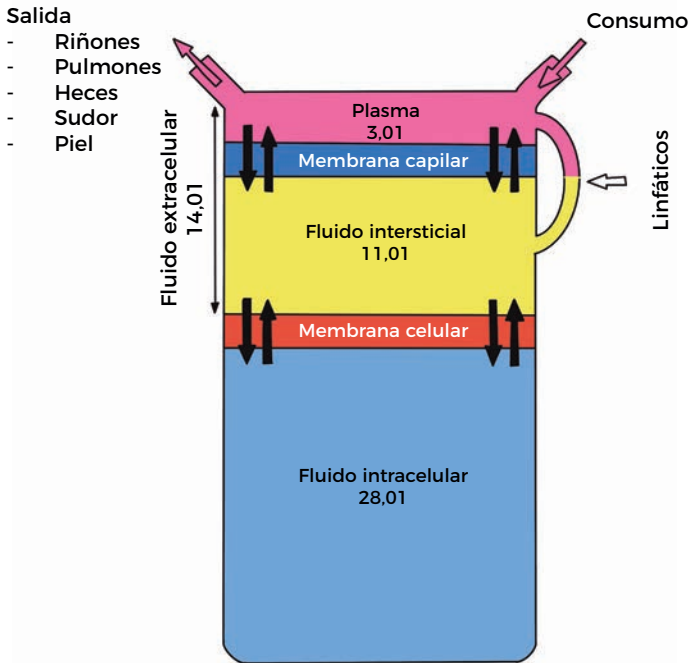 Salida
- Riñones
- Pulmones
- Heces
- Sudor
- Piel
Consumo
Plasma
3,01
Membrana capilar
Fluido extracelular
14,01
Linfáticos
Fluido intersticial
11,01
Membrana celular
Fluido intracelular
28,01